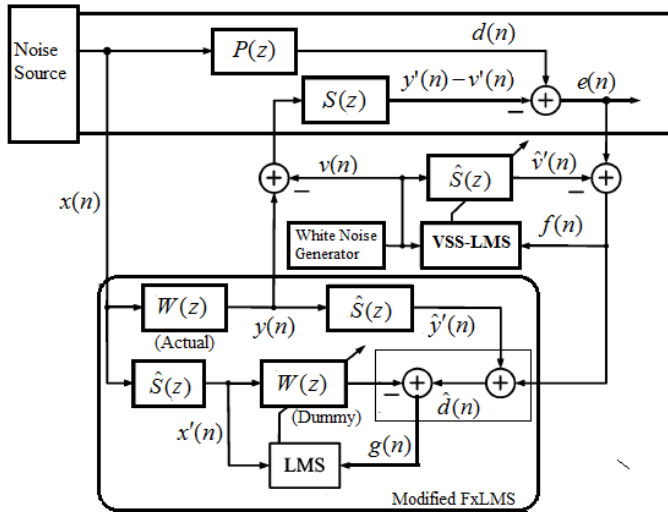 Noise
Source
P(z)
d(n)
S(z)
y'(n)−v'(n)
e(n)
+
−
x(n)
+
−
v(n)
Ŝ(z)
v̂'(n)
+
−
White Noise
Generator
VSS-LMS
f(n)
W(z)
(Actual)
y(n)
Ŝ(z)
ŷ'(n)
Ŝ(z)
x'(n)
W(z)
(Dummy)
+
−
+
d̂(n)
g(n)
LMS
Modified FxLMS